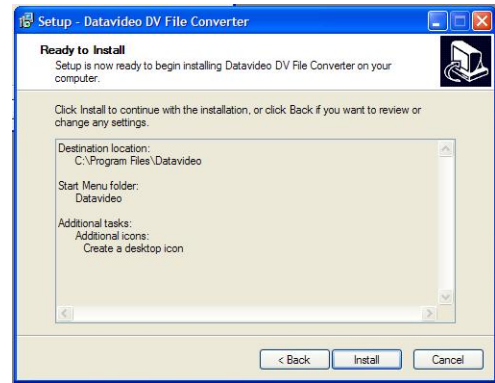 Setup - Datavideo DV File Converter
Ready to Install
Setup is now ready to begin installing Datavideo DV File Converter on your
computer.
Click Install to continue with the installation, or click Back if you want to review or
change any settings.
Destination location:
C:\Program Files\Datavideo
Start Menu folder:
Datavideo
Additional tasks:
Additional icons:
Create a desktop icon
< Back
Install
Cancel